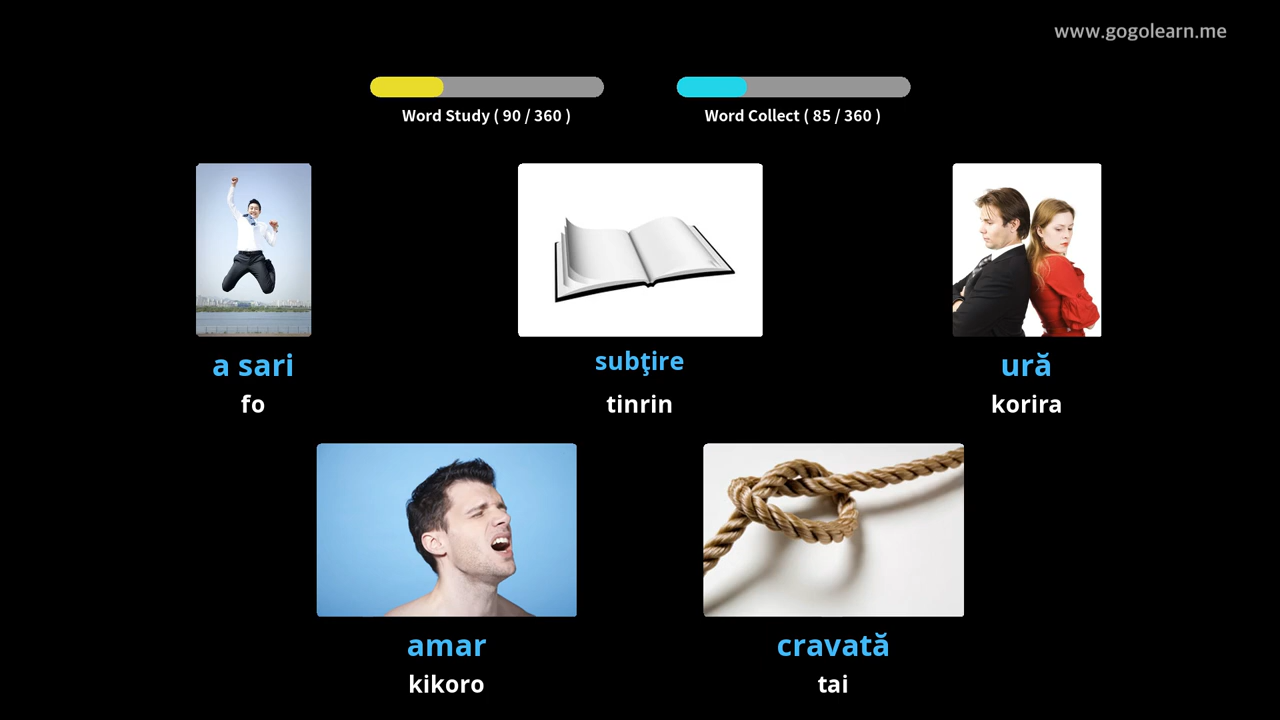 www.gogolearn.me
Word Study ( 90 / 360 )
Word Collect ( 85 / 360 )
a sari
fo
subţire
tinrin
ură
korira
amar
kikoro
cravată
tai